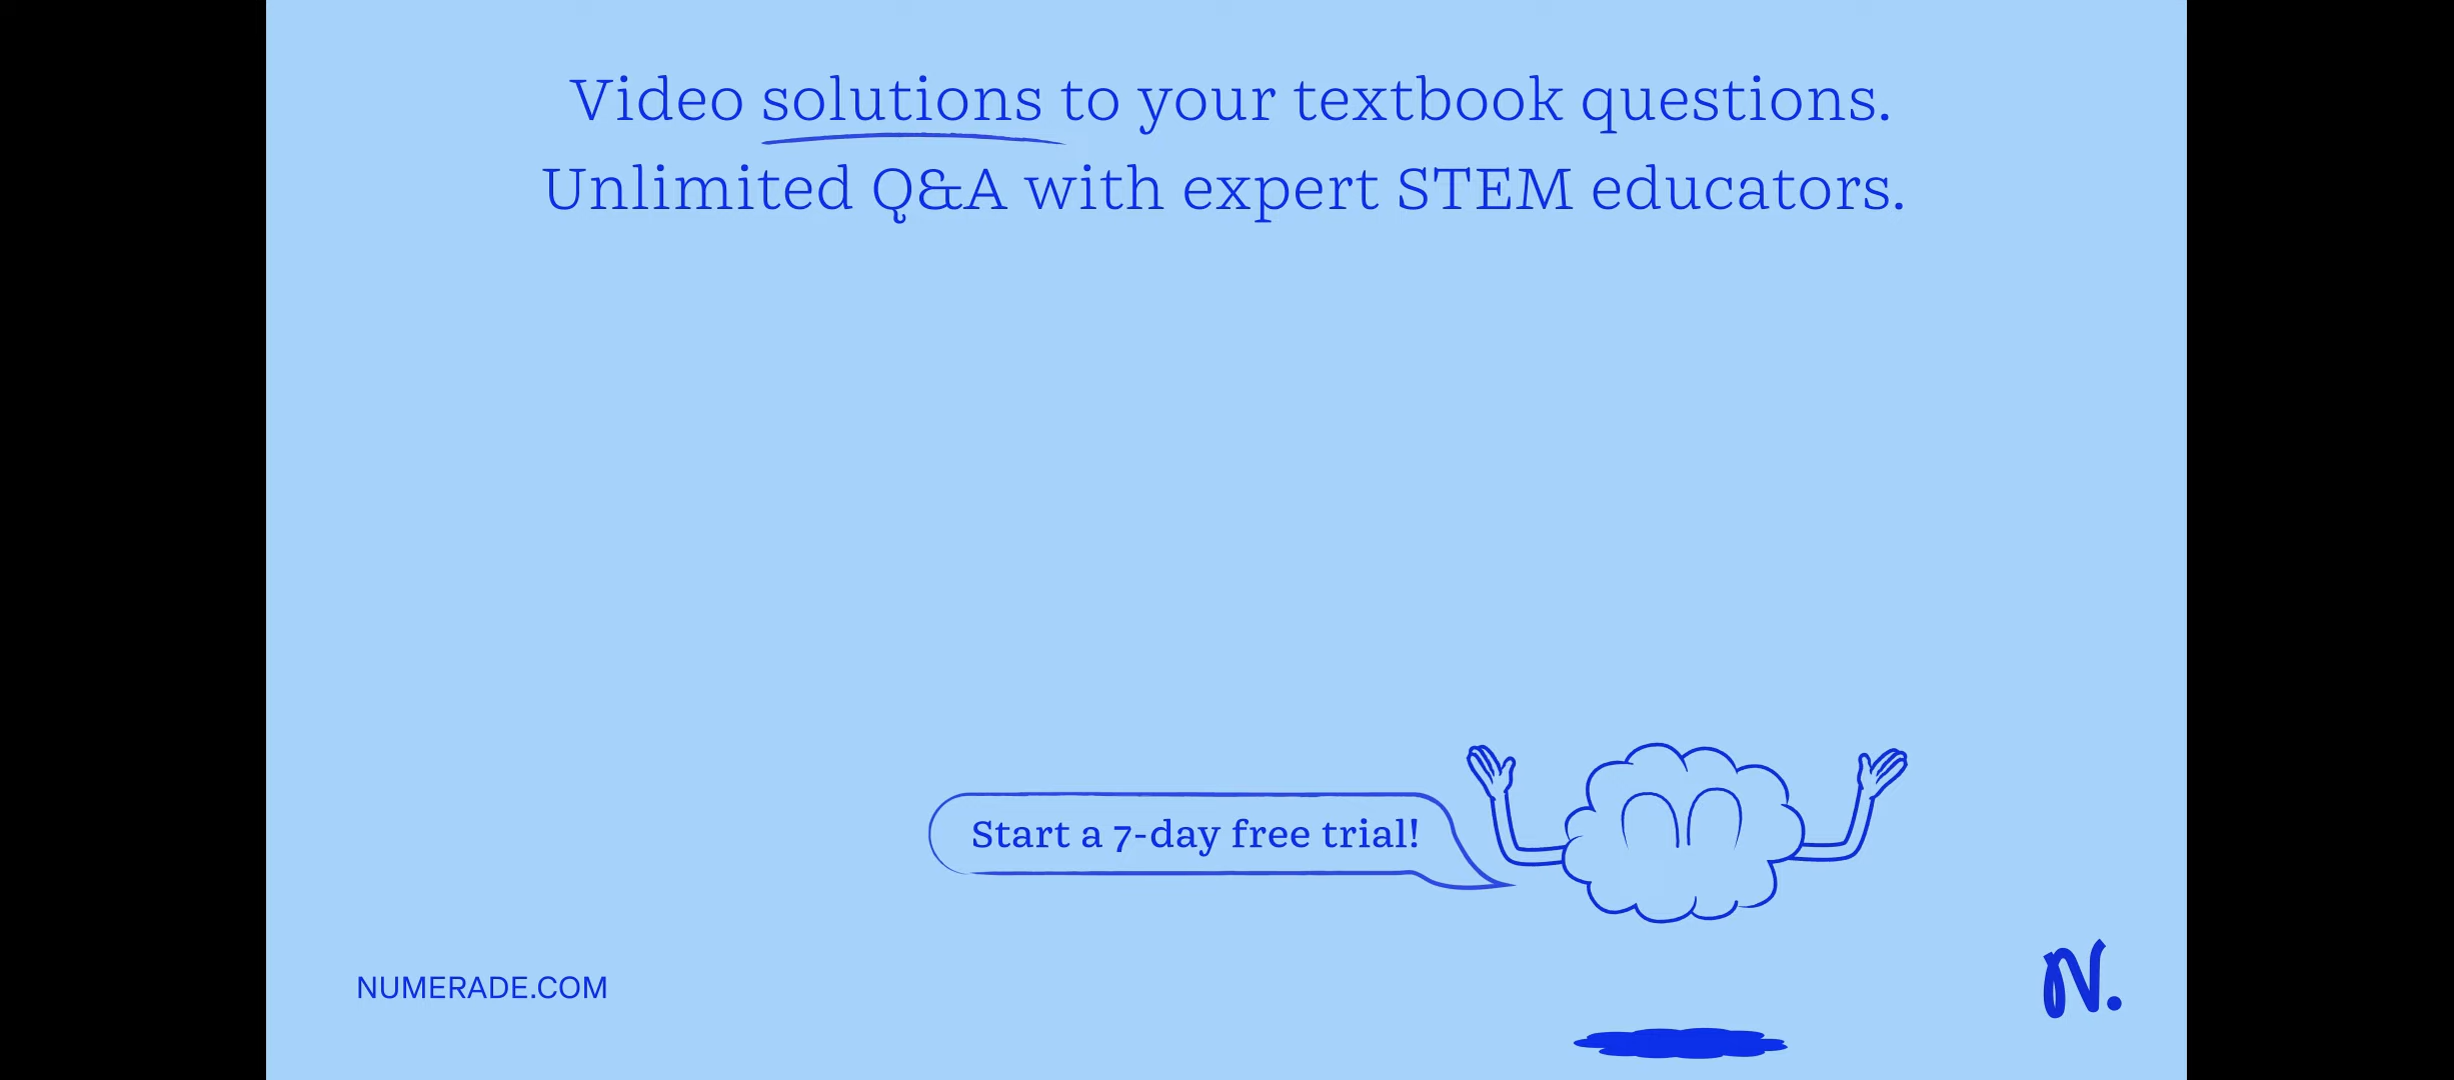 Video solutions to your textbook questions.
Unlimited Q&A with expert STEM educators.
Start a 7-day free trial!
NUMERADE.COM
N.